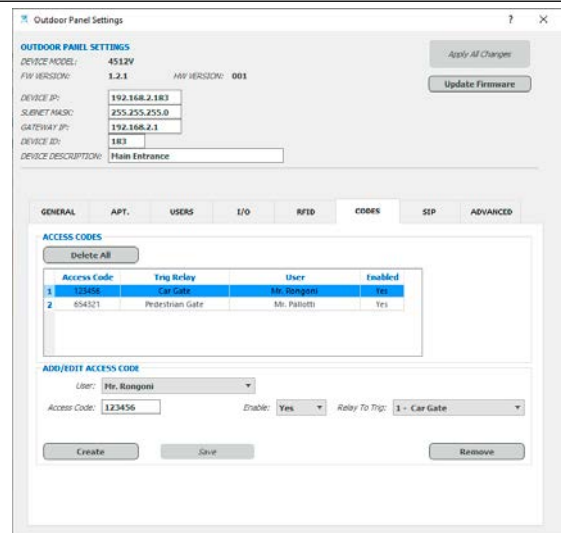 Outdoor Panel Settings ? ×
OUTDOOR PANEL SETTINGS
DEVICE MODEL: 4512V
Apply All Changes
FW VERSION: 1.2.1 HW VERSION: 001
Update Firmware
DEVICE IP: 192.168.2.183
SUBNET MASK: 255.255.255.0
GATEWAY IP: 192.168.2.1
DEVICE ID: 183
DEVICE DESCRIPTION: Main Entrance
GENERAL APT. USERS I/O RFID CODES SIP ADVANCED
ACCESS CODES
Delete All
Access Code Trig Relay User Enabled
1 123456 Car Gate Mr. Rongoni Yes
2 654321 Pedestrian Gate Mr. Pallotti Yes
ADD/EDIT ACCESS CODE
User: Mr. Rongoni
Access Code: 123456 Enable: Yes Relay To Trig: 1 - Car Gate
Create Save Remove